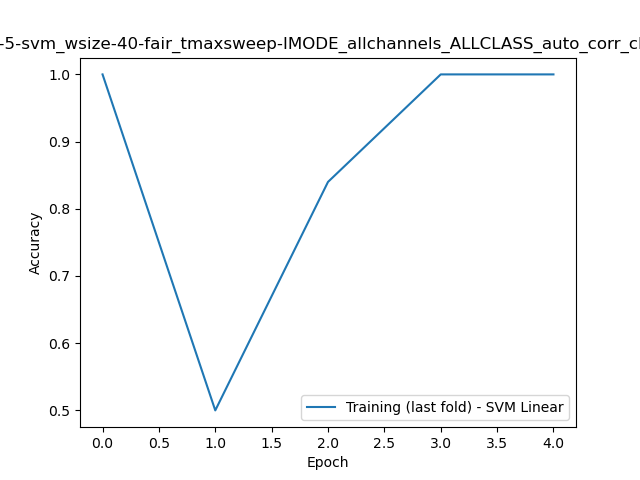 -5-svm_wsize-40-fair_tmaxsweep-IMODE_allchannels_ALLCLASS_auto_corr_cl
Accuracy
1.0
0.9
0.8
0.7
0.6
0.5
Training (last fold) - SVM Linear
0.0 0.5 1.0 1.5 2.0 2.5 3.0 3.5 4.0
Epoch